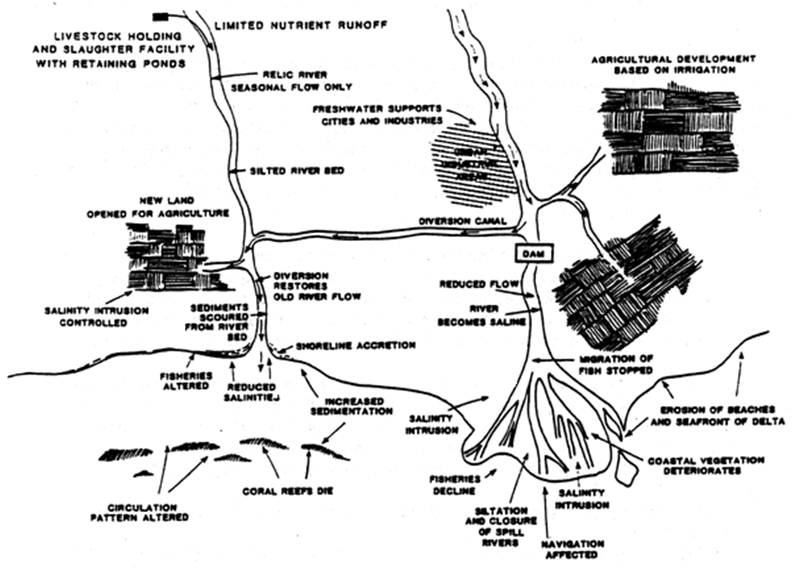 LIMITED NUTRIENT RUNOFF
LIVESTOCK HOLDING
AND SLAUGHTER FACILITY
WITH RETAINING PONDS
RELIC RIVER
SEASONAL FLOW ONLY
AGRICULTURAL DEVELOPMENT
BASED ON IRRIGATION
FRESHWATER SUPPORTS
CITIES AND INDUSTRIES
URBAN
INDUSTRIAL
AREAS
SILTED RIVER BED
NEW LAND
OPENED FOR AGRICULTURE
DIVERSION CANAL
DAM
DIVERSION
RESTORES
OLD RIVER FLOW
REDUCED FLOW
SALINITY INTRUSION
CONTROLLED
SEDIMENTS
SCOURED
FROM RIVER
BED
RIVER
BECOMES SALINE
SHORELINE ACCRETION
MIGRATION OF
FISH STOPPED
FISHERIES
ALTERED
REDUCED
SALINITIES
INCREASED
SEDIMENTATION
SALINITY
INTRUSION
EROSION OF BEACHES
AND SEAFRONT OF DELTA
COASTAL VEGETATION
DETERIORATES
FISHERIES
DECLINE
CORAL REEFS DIE
CIRCULATION
PATTERN ALTERED
SALINITY
INTRUSION
SILTATION
AND CLOSURE
OF SPILL
RIVERS
NAVIGATION
AFFECTED